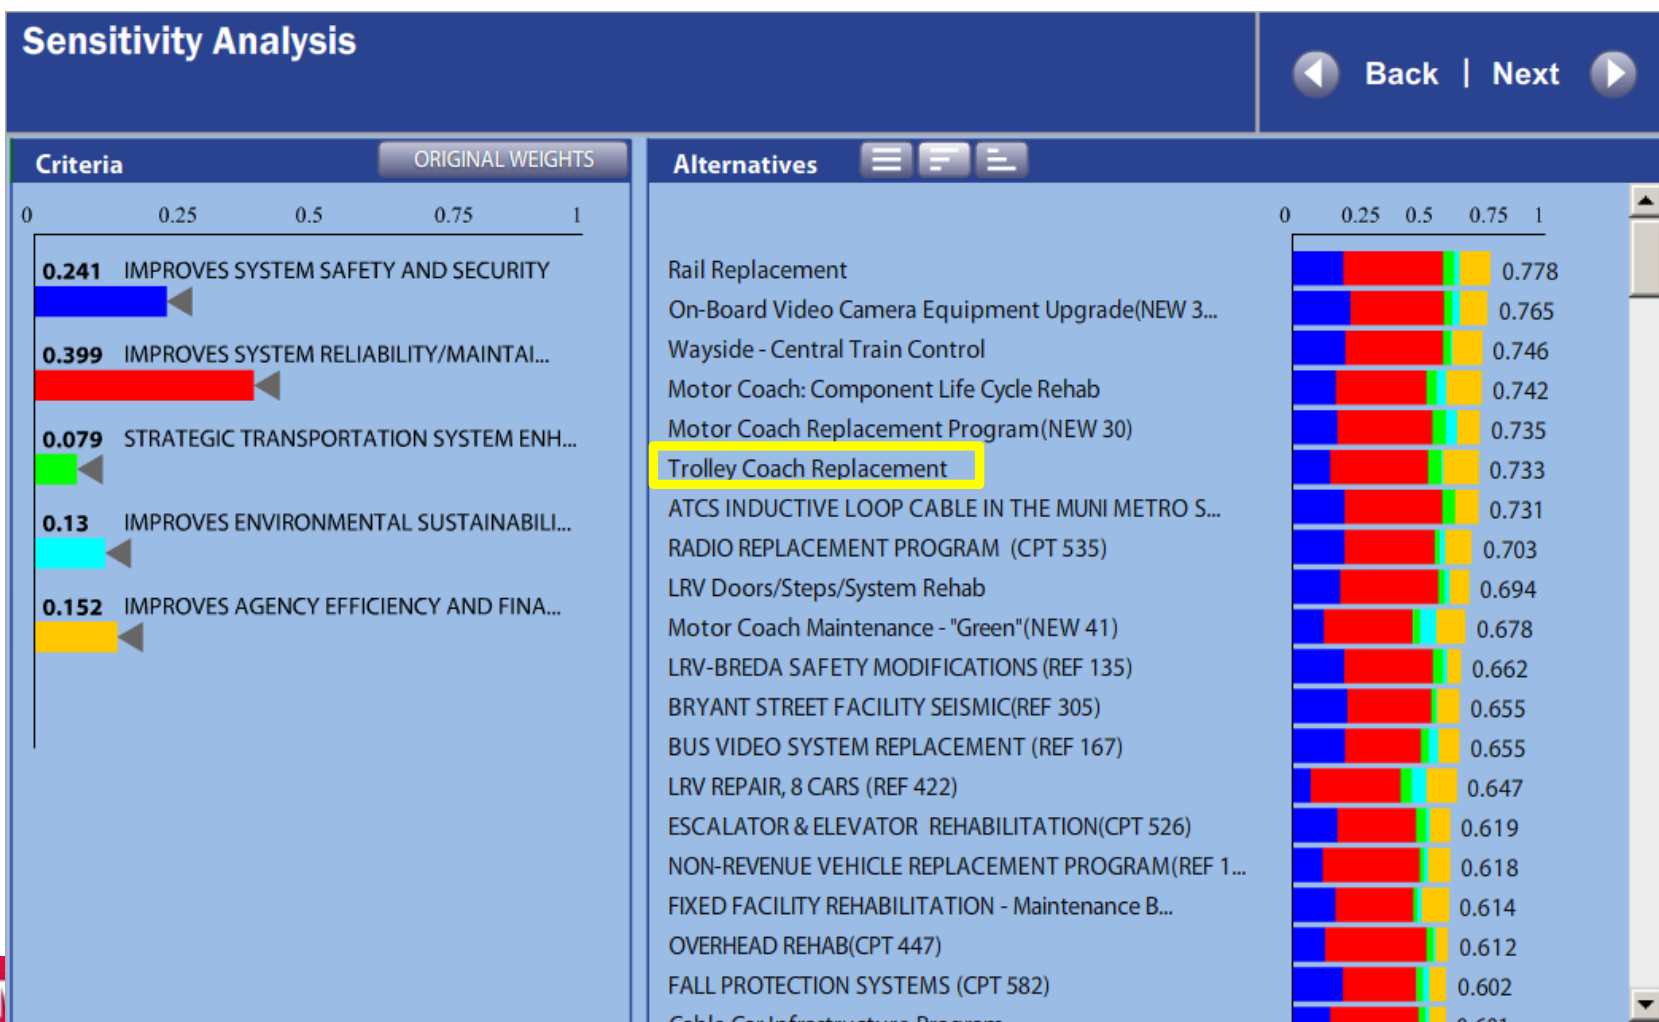 Sensitivity Analysis
Back | Next
Criteria
ORIGINAL WEIGHTS
0 0.25 0.5 0.75 1
0.241 IMPROVES SYSTEM SAFETY AND SECURITY
0.399 IMPROVES SYSTEM RELIABILITY/MAINTAI...
0.079 STRATEGIC TRANSPORTATION SYSTEM ENH...
0.13 IMPROVES ENVIRONMENTAL SUSTAINABILI...
0.152 IMPROVES AGENCY EFFICIENCY AND FINA...
Alternatives
0 0.25 0.5 0.75 1
Rail Replacement 0.778
On-Board Video Camera Equipment Upgrade(NEW 3... 0.765
Wayside - Central Train Control 0.746
Motor Coach: Component Life Cycle Rehab 0.742
Motor Coach Replacement Program(NEW 30) 0.735
Trolley Coach Replacement 0.733
ATCS INDUCTIVE LOOP CABLE IN THE MUNI METRO S... 0.731
RADIO REPLACEMENT PROGRAM (CPT 535) 0.703
LRV Doors/Steps/System Rehab 0.694
Motor Coach Maintenance - "Green"(NEW 41) 0.678
LRV-BREDA SAFETY MODIFICATIONS (REF 135) 0.662
BRYANT STREET FACILITY SEISMIC(REF 305) 0.655
BUS VIDEO SYSTEM REPLACEMENT (REF 167) 0.655
LRV REPAIR, 8 CARS (REF 422) 0.647
ESCALATOR & ELEVATOR REHABILITATION(CPT 526) 0.619
NON-REVENUE VEHICLE REPLACEMENT PROGRAM(REF 1... 0.618
FIXED FACILITY REHABILITATION - Maintenance B... 0.614
OVERHEAD REHAB(CPT 447) 0.612
FALL PROTECTION SYSTEMS (CPT 582) 0.602
Cable Car Infrastructure Program